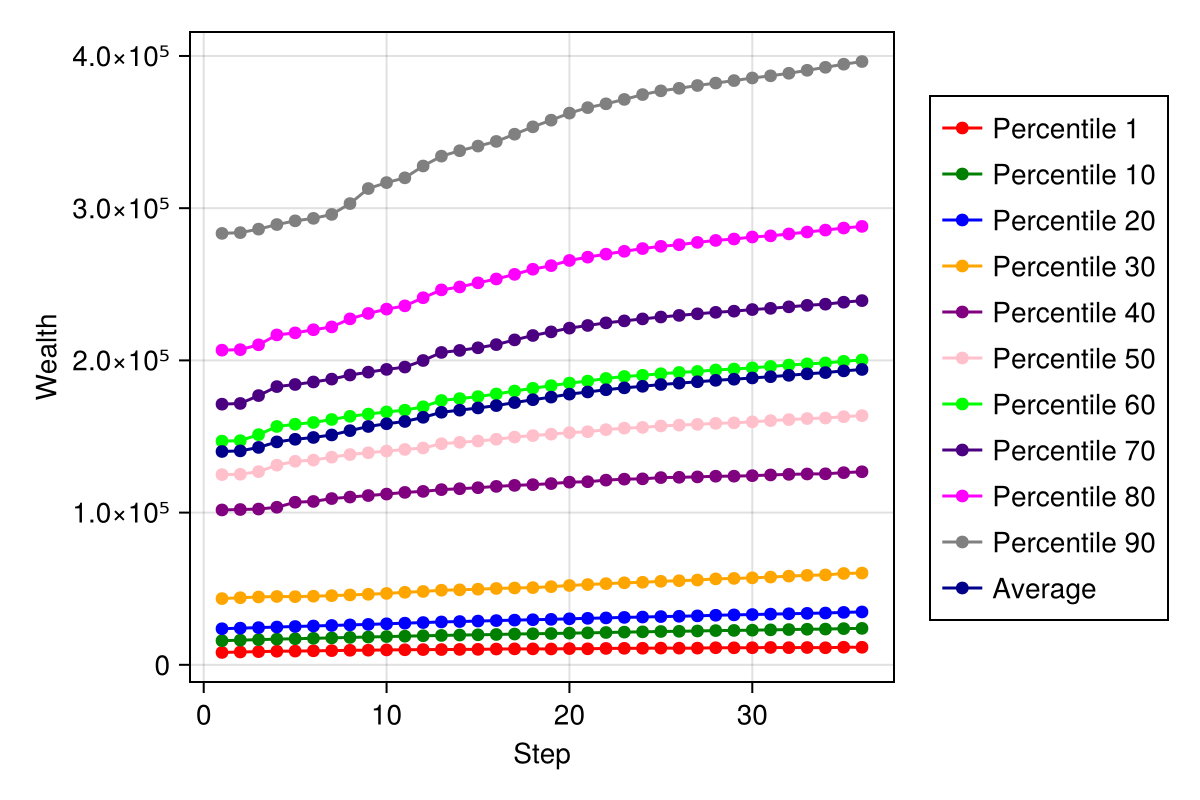 4.0×10⁵
3.0×10⁵
2.0×10⁵
1.0×10⁵
0
Wealth
0 10 20 30
Step
Percentile 1
Percentile 10
Percentile 20
Percentile 30
Percentile 40
Percentile 50
Percentile 60
Percentile 70
Percentile 80
Percentile 90
Average